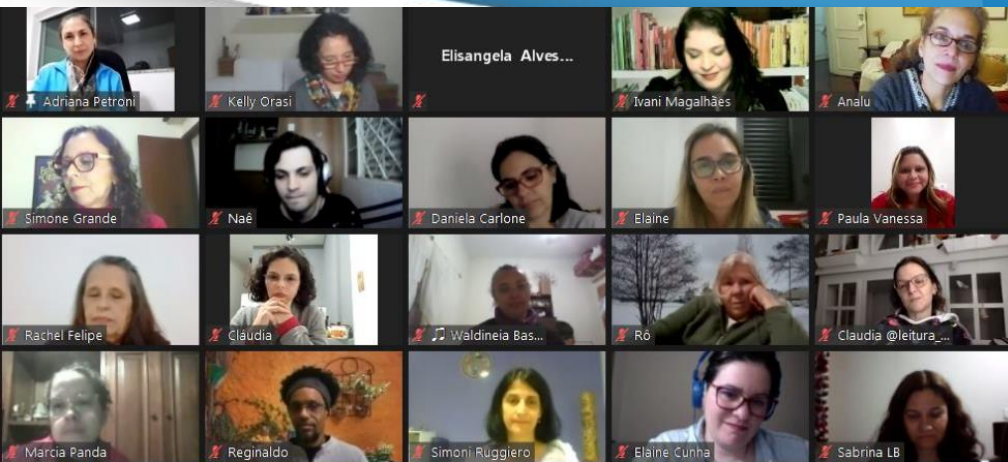 Elisangela Alves...
Adriana Petroni
Kelly Orasi
Ivani Magalhães
Analu
Simone Grande
Naê
Daniela Carlone
Elaine
Paula Vanessa
Rachel Felipe
Cláudia
Waldineia Bas...
Rô
Claudia @leitura_...
Marcia Panda
Reginaldo
Simoni Ruggiero
Elaine Cunha
Sabrina LB